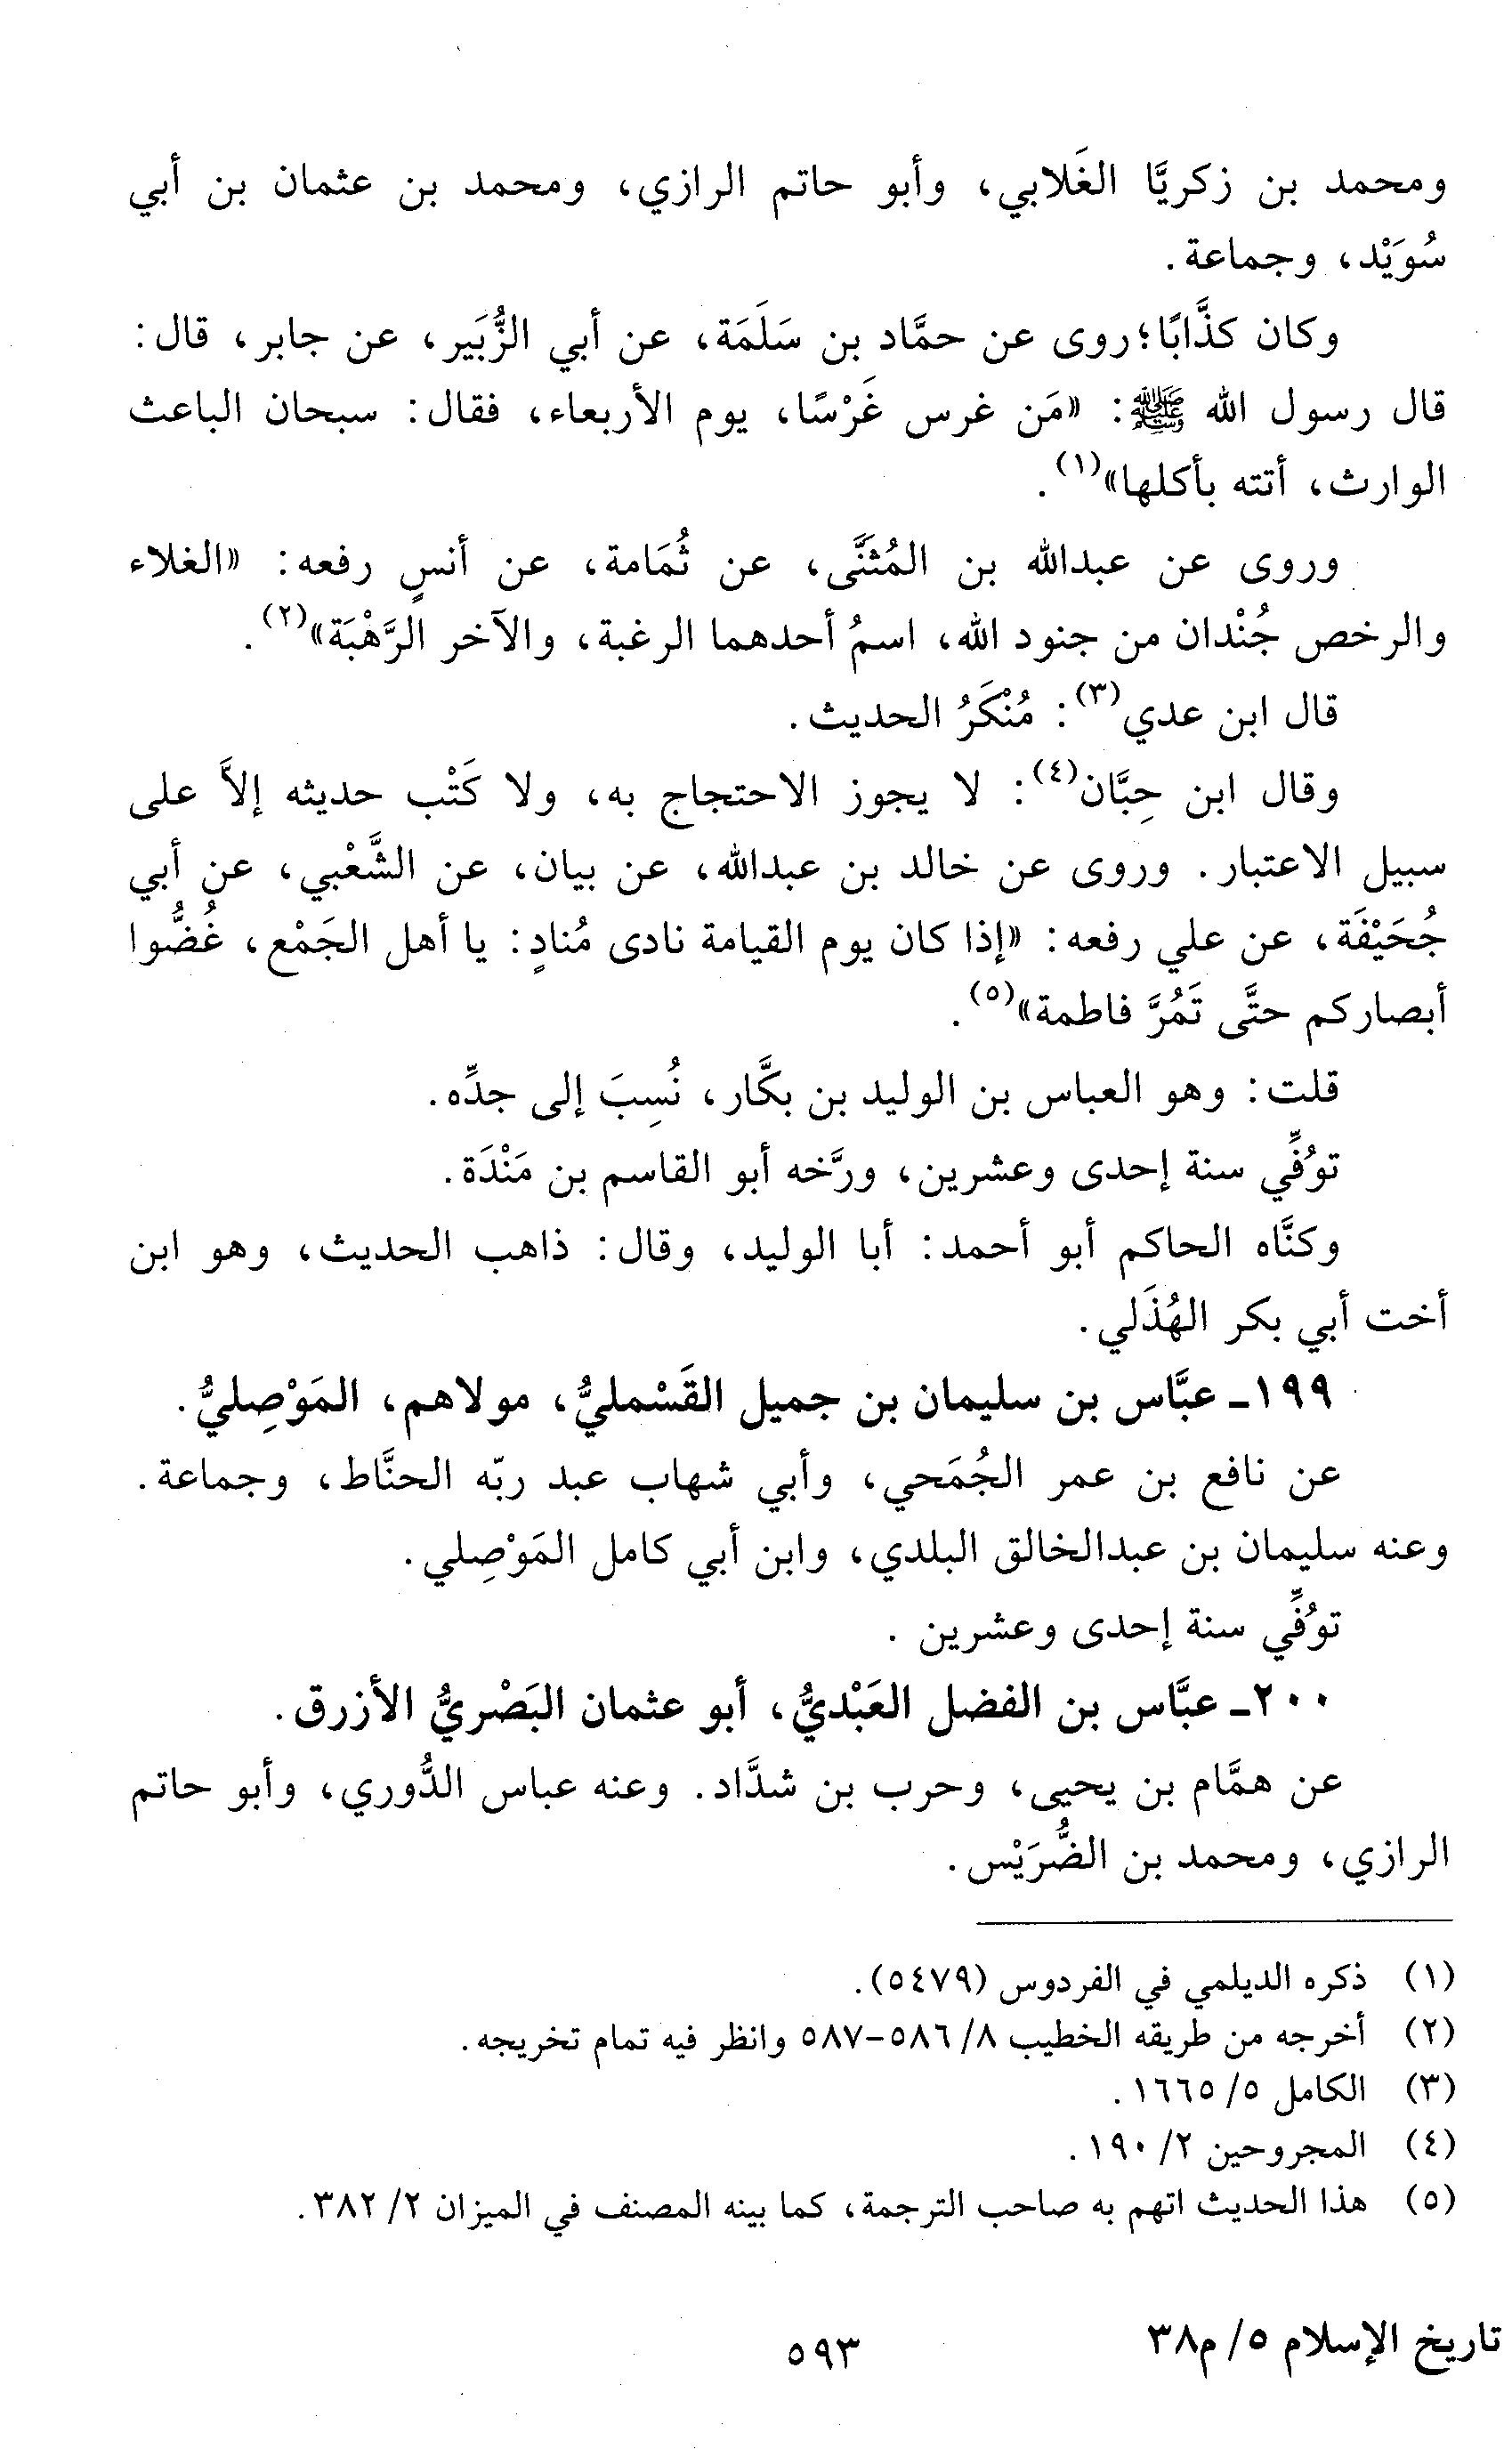 ومحمد بن زكريَّا الغَلابي، وأبو حاتم الرازي، ومحمد بن عثمان بن أبي
سُوَيْد، وجماعة.
وكان كذَّابًا؛ روى عن حمَّاد بن سَلَمَة، عن أبي الزُّبَير، عن جابر، قال:
قال رسول الله ﷺ: «مَن غرس غَرْسًا، يوم الأربعاء، فقال: سبحان الباعث
الوارث، أتته بأكلها»(١).
وروى عن عبدالله بن المُثنَّى، عن ثُمَامة، عن أنسٍ رفعه: «الغلاء
والرخص جُنْدان من جنود الله، اسمُ أحدهما الرغبة، والآخر الرَّهْبَة»(٢).
قال ابن عدي(٣): مُنْكَرُ الحديث.
وقال ابن حِبَّان(٤): لا يجوز الاحتجاج به، ولا كَتْب حديثه إلاَّ على
سبيل الاعتبار. وروى عن خالد بن عبدالله، عن بيان، عن الشَّعْبي، عن أبي
جُحَيْفَة، عن علي رفعه: «إذا كان يوم القيامة نادى مُنادٍ: يا أهل الجَمْع، غُضُّوا
أبصاركم حتَّى تَمُرَّ فاطمة»(٥).
قلت: وهو العباس بن الوليد بن بكَّار، نُسِبَ إلى جدِّه.
توُفِّي سنة إحدى وعشرين، ورَّخه أبو القاسم بن مَنْدَة.
وكنَّاه الحاكم أبو أحمد: أبا الوليد، وقال: ذاهب الحديث، وهو ابن
أخت أبي بكر الهُذَلي.
١٩٩ـ عبَّاس بن سليمان بن جميل القَسْمليُّ، مولاهم، المَوْصِليُّ.
عن نافع بن عمر الجُمَحي، وأبي شهاب عبد ربّه الحنَّاط، وجماعة.
وعنه سليمان بن عبدالخالق البلدي، وابن أبي كامل المَوْصِلي.
توُفِّي سنة إحدى وعشرين .
٢٠٠ـ عبَّاس بن الفضل العَبْديُّ، أبو عثمان البَصْريُّ الأزرق.
عن همَّام بن يحيى، وحرب بن شدَّاد. وعنه عباس الدُّوري، وأبو حاتم
الرازي، ومحمد بن الضُّرَيْس.
(١) ذكره الديلمي في الفردوس (٥٤٧٩).
(٢) أخرجه من طريقه الخطيب ٨/ ٥٨٦-٥٨٧ وانظر فيه تمام تخريجه.
(٣) الكامل ٥/ ١٦٦٥.
(٤) المجروحين ٢/ ١٩٠.
(٥) هذا الحديث اتهم به صاحب الترجمة، كما بينه المصنف في الميزان ٢/ ٣٨٢.
تاريخ الإسلام ٥/ م٣٨
٥٩٣